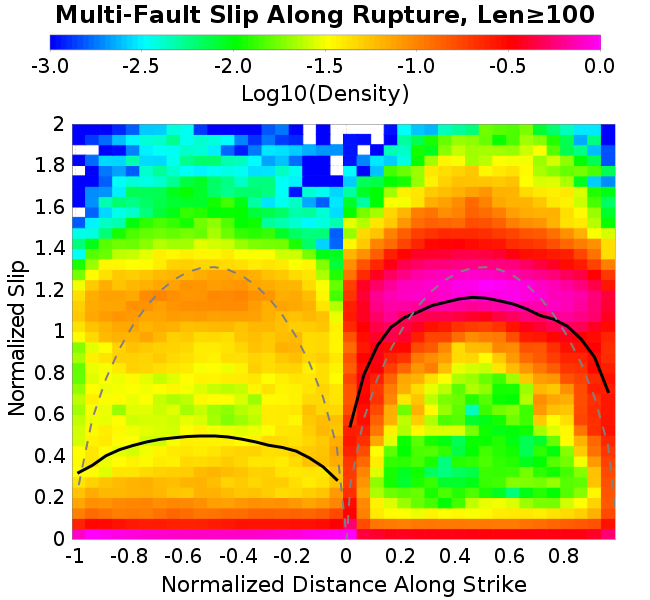 Multi-Fault Slip Along Rupture, Len≥100
-3.0 -2.5 -2.0 -1.5 -1.0 -0.5 0.0
Log10(Density)
2
1.8
1.6
1.4
1.2
1
0.8
0.6
0.4
0.2
0
Normalized Slip
-1 -0.8 -0.6 -0.4 -0.2 0 0.2 0.4 0.6 0.8
Normalized Distance Along Strike